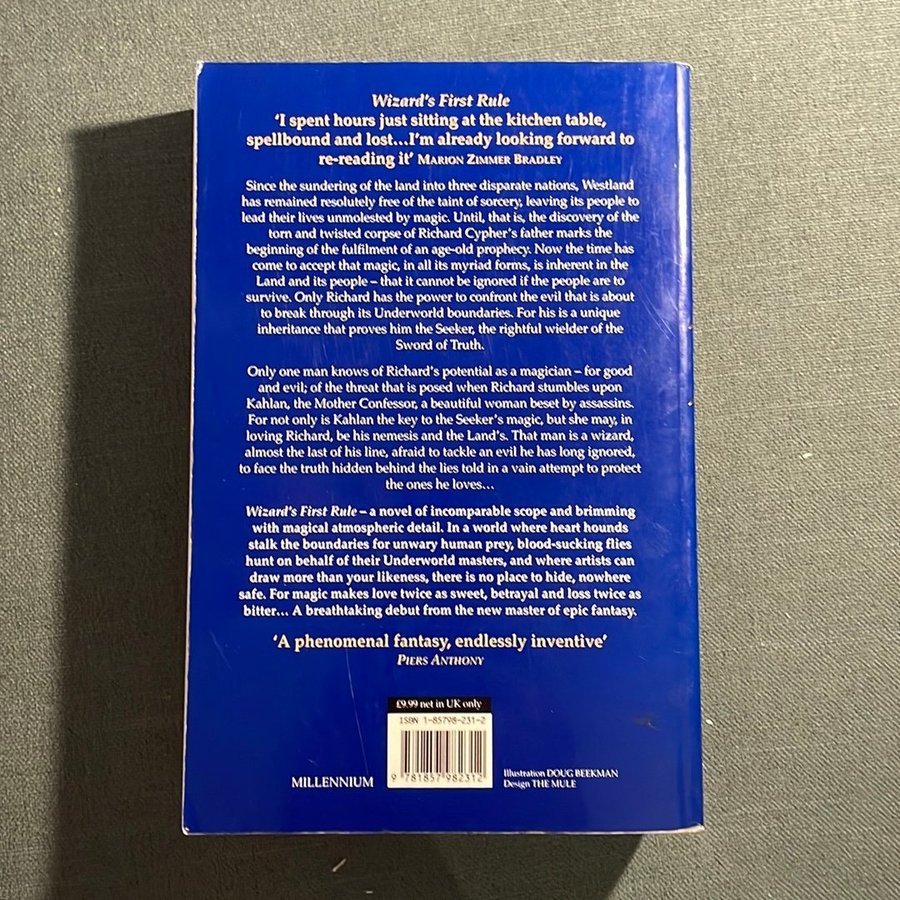 Wizard's First Rule
'I spent hours just sitting at the kitchen table,
spellbound and lost...I'm already looking forward to
re-reading it' MARION ZIMMER BRADLEY
Since the sundering of the land into three disparate nations, Westland
has remained resolutely free of the taint of sorcery, leaving its people to
lead their lives unmolested by magic. Until, that is, the discovery of the
torn and twisted corpse of Richard Cypher's father marks the
beginning of the fulfilment of an age-old prophecy. Now the time has
come to accept that magic, in all its myriad forms, is inherent in the
Land and its people – that it cannot be ignored if the people are to
survive. Only Richard has the power to confront the evil that is about
to break through its Underworld boundaries. For his is a unique
inheritance that proves him the Seeker, the rightful wielder of the
Sword of Truth.
Only one man knows of Richard's potential as a magician – for good
and evil; of the threat that is posed when Richard stumbles upon
Kahlan, the Mother Confessor, a beautiful woman beset by assassins.
For not only is Kahlan the key to the Seeker's magic, but she may, in
loving Richard, be his nemesis and the Land's. That man is a wizard,
almost the last of his line, afraid to tackle an evil he has long ignored,
to face the truth hidden behind the lies told in a vain attempt to protect
the ones he loves...
Wizard's First Rule – a novel of incomparable scope and brimming
with magical atmospheric detail. In a world where heart hounds
stalk the boundaries for unwary human prey, blood-sucking flies
hunt on behalf of their Underworld masters, and where artists can
draw more than your likeness, there is no place to hide, nowhere
safe. For magic makes love twice as sweet, betrayal and loss twice as
bitter... A breathtaking debut from the new master of epic fantasy.
'A phenomenal fantasy, endlessly inventive'
PIERS ANTHONY
£9.99 net in UK only
ISBN 1-85798-231-2
9 781857 982312
MILLENNIUM
Illustration DOUG BEEKMAN
Design THE MULE